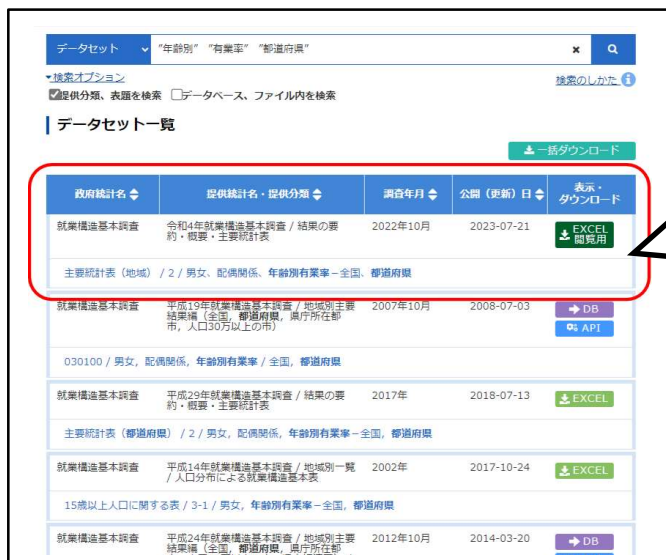 データセット "年齢別" "有業率" "都道府県"
検索オプション 検索のしかた
提供分類、表題を検索 データベース、ファイル内を検索
データセット一覧
一括ダウンロード
政府統計名 提供統計名・提供分類 調査年月 公開（更新）日 表示・
ダウンロード
就業構造基本調査 令和4年就業構造基本調査 / 結果の要 2022年10月 2023-07-21 EXCEL
約・概要・主要統計表 閲覧用
主要統計表（地域） / 2 / 男女、配偶関係、年齢別有業率－全国、都道府県
就業構造基本調査 平成19年就業構造基本調査 / 地域別主要 2007年10月 2008-07-03 DB
結果編（全国，都道府県，県庁所在都
市，人口30万以上の市） API
030100 / 男女，配偶関係，年齢別有業率 / 全国，都道府県
就業構造基本調査 平成29年就業構造基本調査 / 結果の要 2017年 2018-07-13 EXCEL
約・概要・主要統計表
主要統計表（都道府県） / 2 / 男女，配偶関係，年齢別有業率－全国，都道府県
就業構造基本調査 平成14年就業構造基本調査 / 地域別一覧 2002年 2017-10-24 EXCEL
/ 人口分布による就業構造基本表
15歳以上人口に関する表 / 3-1 / 男女，年齢別有業率－全国，都道府県
就業構造基本調査 平成24年就業構造基本調査 / 地域別主要 2012年10月 2014-03-20 DB
結果編（全国，都道府県，県庁所在都